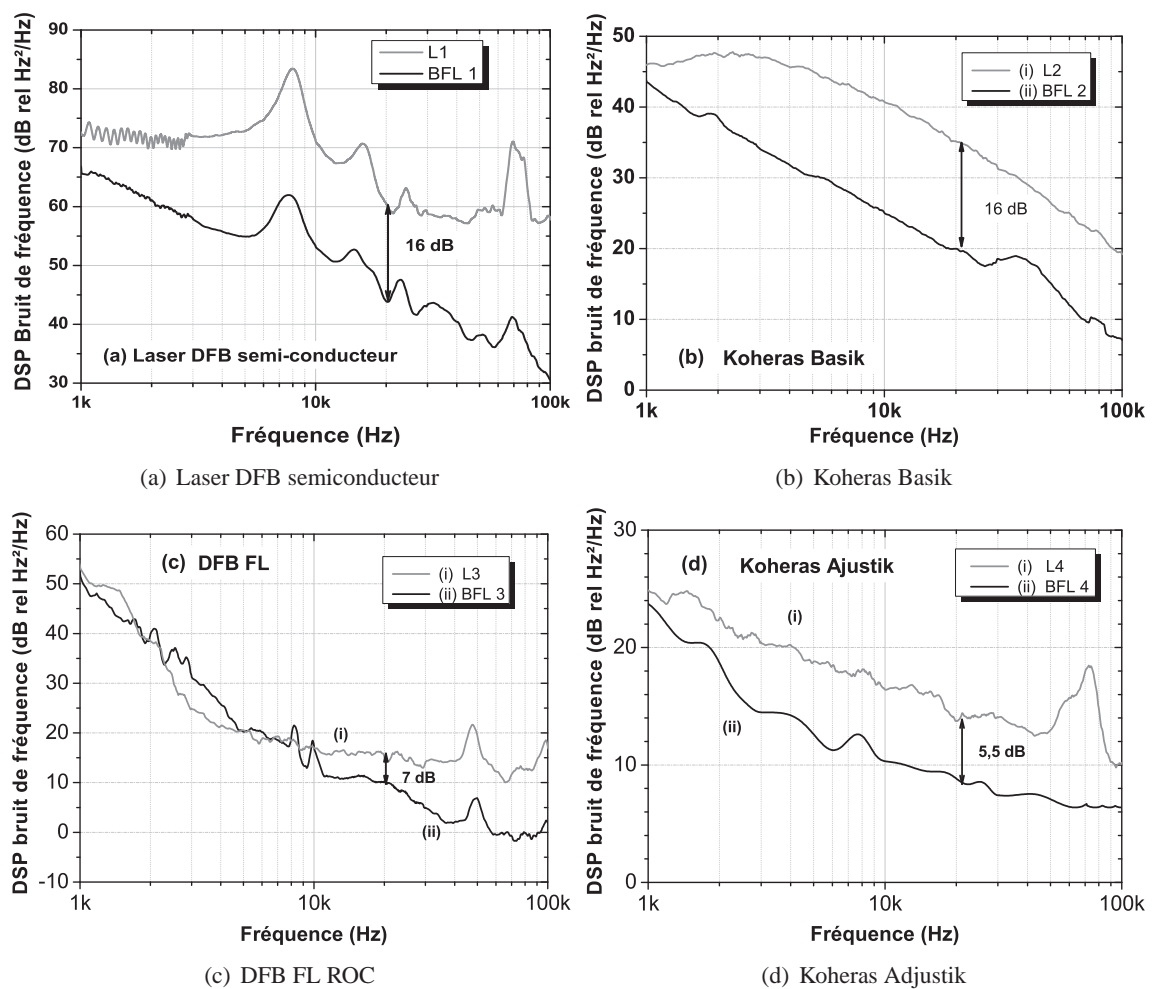 DSP Bruit de fréquence (dB rel Hz²/Hz)
90
80
70
60
50
40
30
L1
BFL 1
16 dB
(a) Laser DFB semi-conducteur
1k
10k
100k
Fréquence (Hz)
(a) Laser DFB semiconducteur
DSP bruit de fréquence (dB rel Hz²/Hz)
50
40
30
20
10
0
(i) L2
(ii) BFL 2
16 dB
(b) Koheras Basik
1k
10k
100k
Fréquence (Hz)
(b) Koheras Basik
DSP bruit de fréquence (dB rel Hz²/Hz)
60
50
40
30
20
10
0
-10
(c) DFB FL
(i) L3
(ii) BFL 3
(i)
7 dB
(ii)
1k
10k
100k
Fréquence (Hz)
(c) DFB FL ROC
DSP bruit de fréquence (dB rel Hz²/Hz)
30
20
10
0
(d) Koheras Ajustik
(i) L4
(ii) BFL 4
(i)
(ii)
5,5 dB
1k
10k
100k
Fréquence (Hz)
(d) Koheras Adjustik